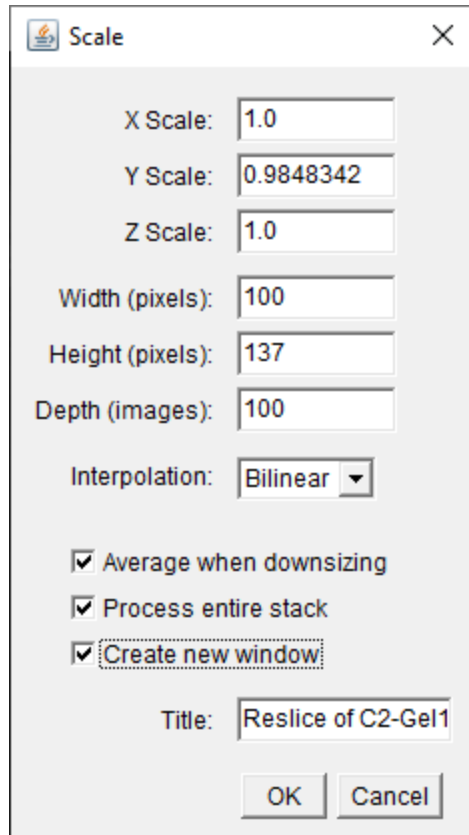 Scale
X Scale: 1.0
Y Scale: 0.9848342
Z Scale: 1.0
Width (pixels): 100
Height (pixels): 137
Depth (images): 100
Interpolation: Bilinear
Average when downsizing
Process entire stack
Create new window
Title: Reslice of C2-Gel1
OK Cancel